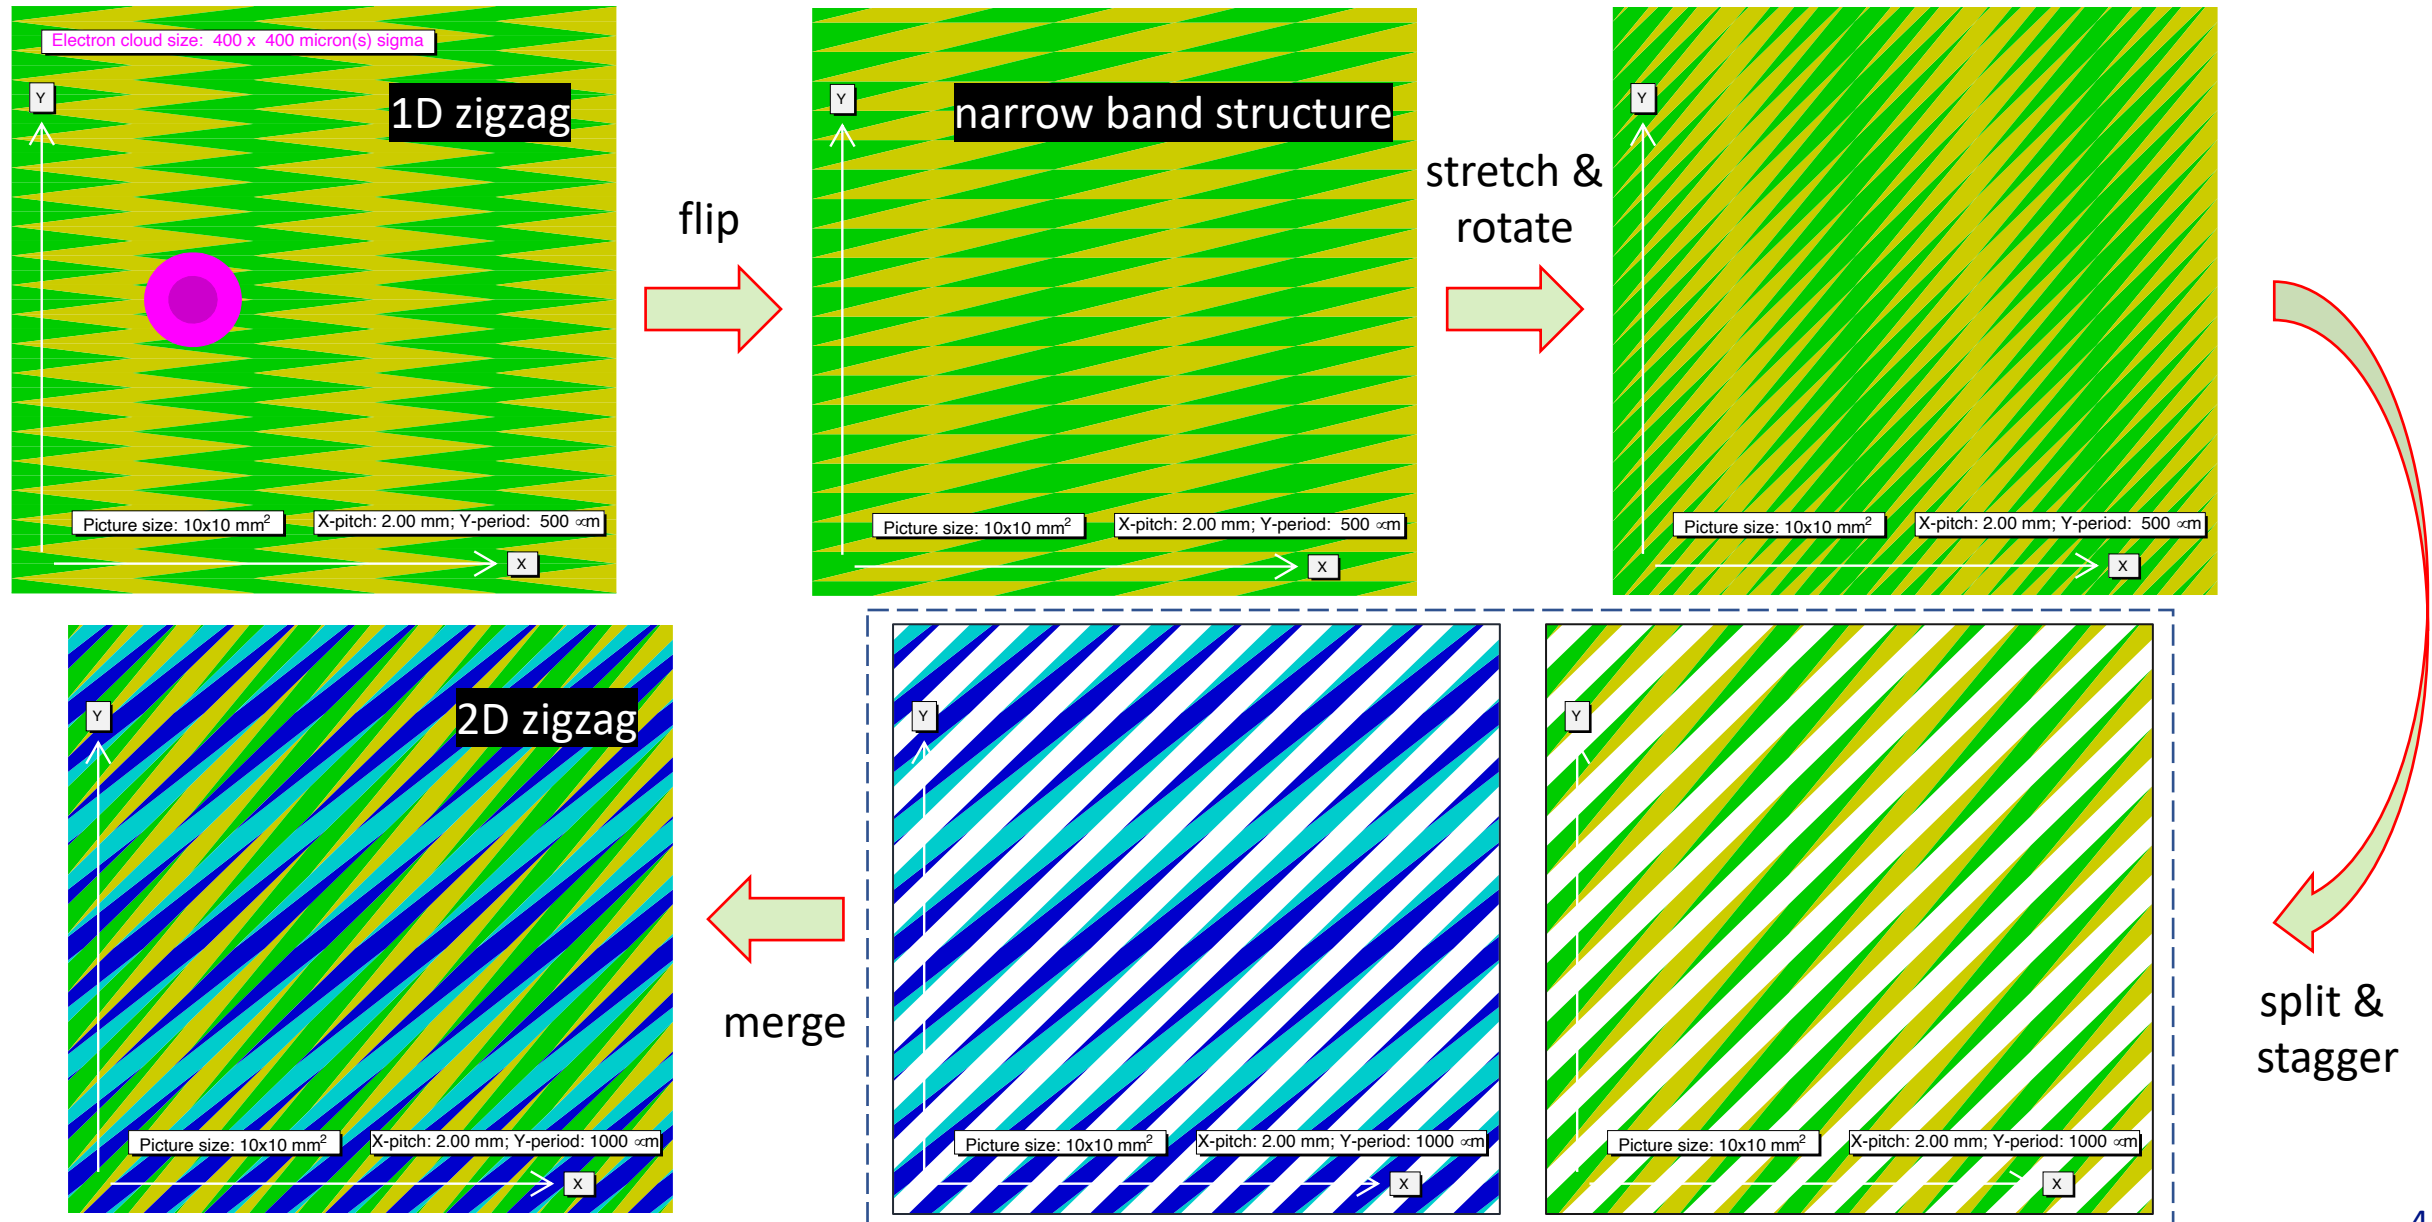 Electron cloud size: 400 x 400 micron(s) sigma
Y
1D zigzag
Picture size: 10x10 mm²
X-pitch: 2.00 mm; Y-period: 500 ∝m
X
flip
Y
narrow band structure
Picture size: 10x10 mm²
X-pitch: 2.00 mm; Y-period: 500 ∝m
X
stretch &
rotate
Y
Picture size: 10x10 mm²
X-pitch: 2.00 mm; Y-period: 500 ∝m
X
split &
stagger
Y
2D zigzag
Picture size: 10x10 mm²
X-pitch: 2.00 mm; Y-period: 1000 ∝m
X
merge
Y
Picture size: 10x10 mm²
X-pitch: 2.00 mm; Y-period: 1000 ∝m
X
Y
Picture size: 10x10 mm²
X-pitch: 2.00 mm; Y-period: 1000 ∝m
X